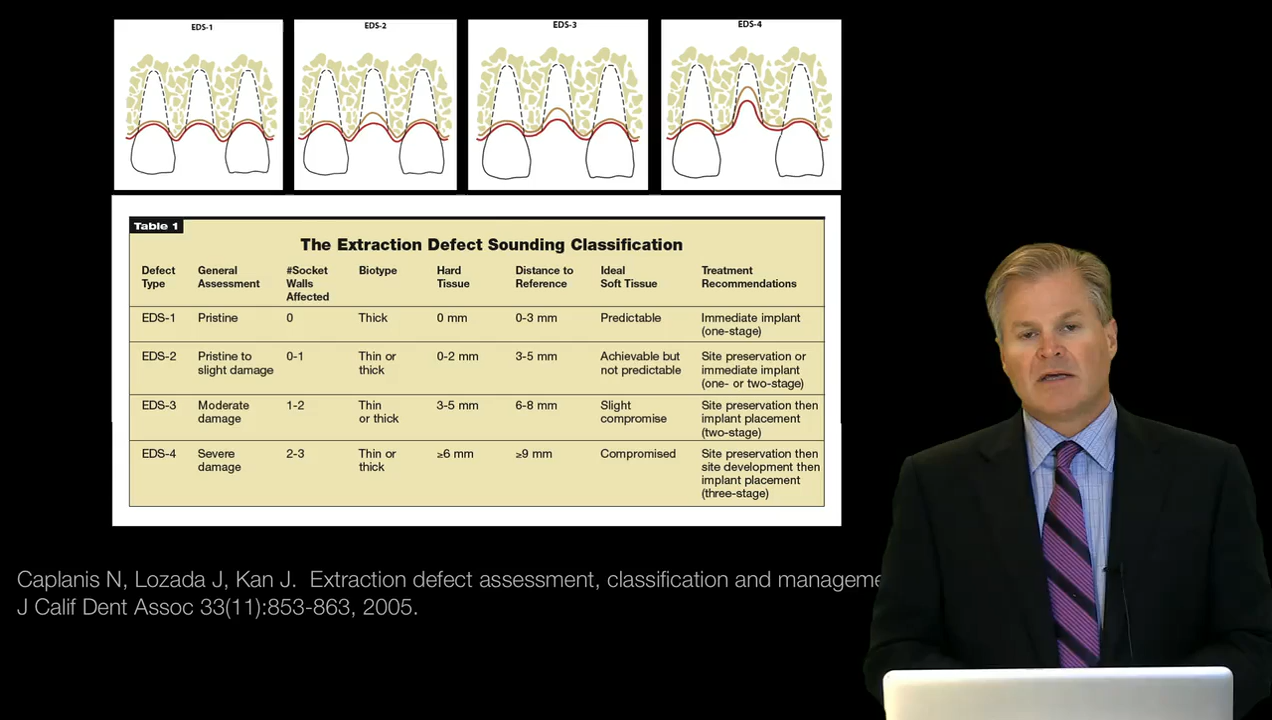 EDS-1 EDS-2 EDS-3 EDS-4
Table 1
The Extraction Defect Sounding Classification
Defect General #Socket Biotype Hard Distance to Ideal Treatment
Type Assessment Walls Tissue Reference Soft Tissue Recommendations
Affected
EDS-1 Pristine 0 Thick 0 mm 0-3 mm Predictable Immediate implant
(one-stage)
EDS-2 Pristine to 0-1 Thin or 0-2 mm 3-5 mm Achievable but Site preservation or
slight damage thick not predictable immediate implant
(one- or two-stage)
EDS-3 Moderate 1-2 Thin 3-5 mm 6-8 mm Slight Site preservation then
damage or thick compromise implant placement
(two-stage)
EDS-4 Severe 2-3 Thin or ≥6 mm ≥9 mm Compromised Site preservation then
damage thick site development then
implant placement
(three-stage)
Caplanis N, Lozada J, Kan J. Extraction defect assessment, classification and
J Calif Dent Assoc 33(11):853-863, 2005.